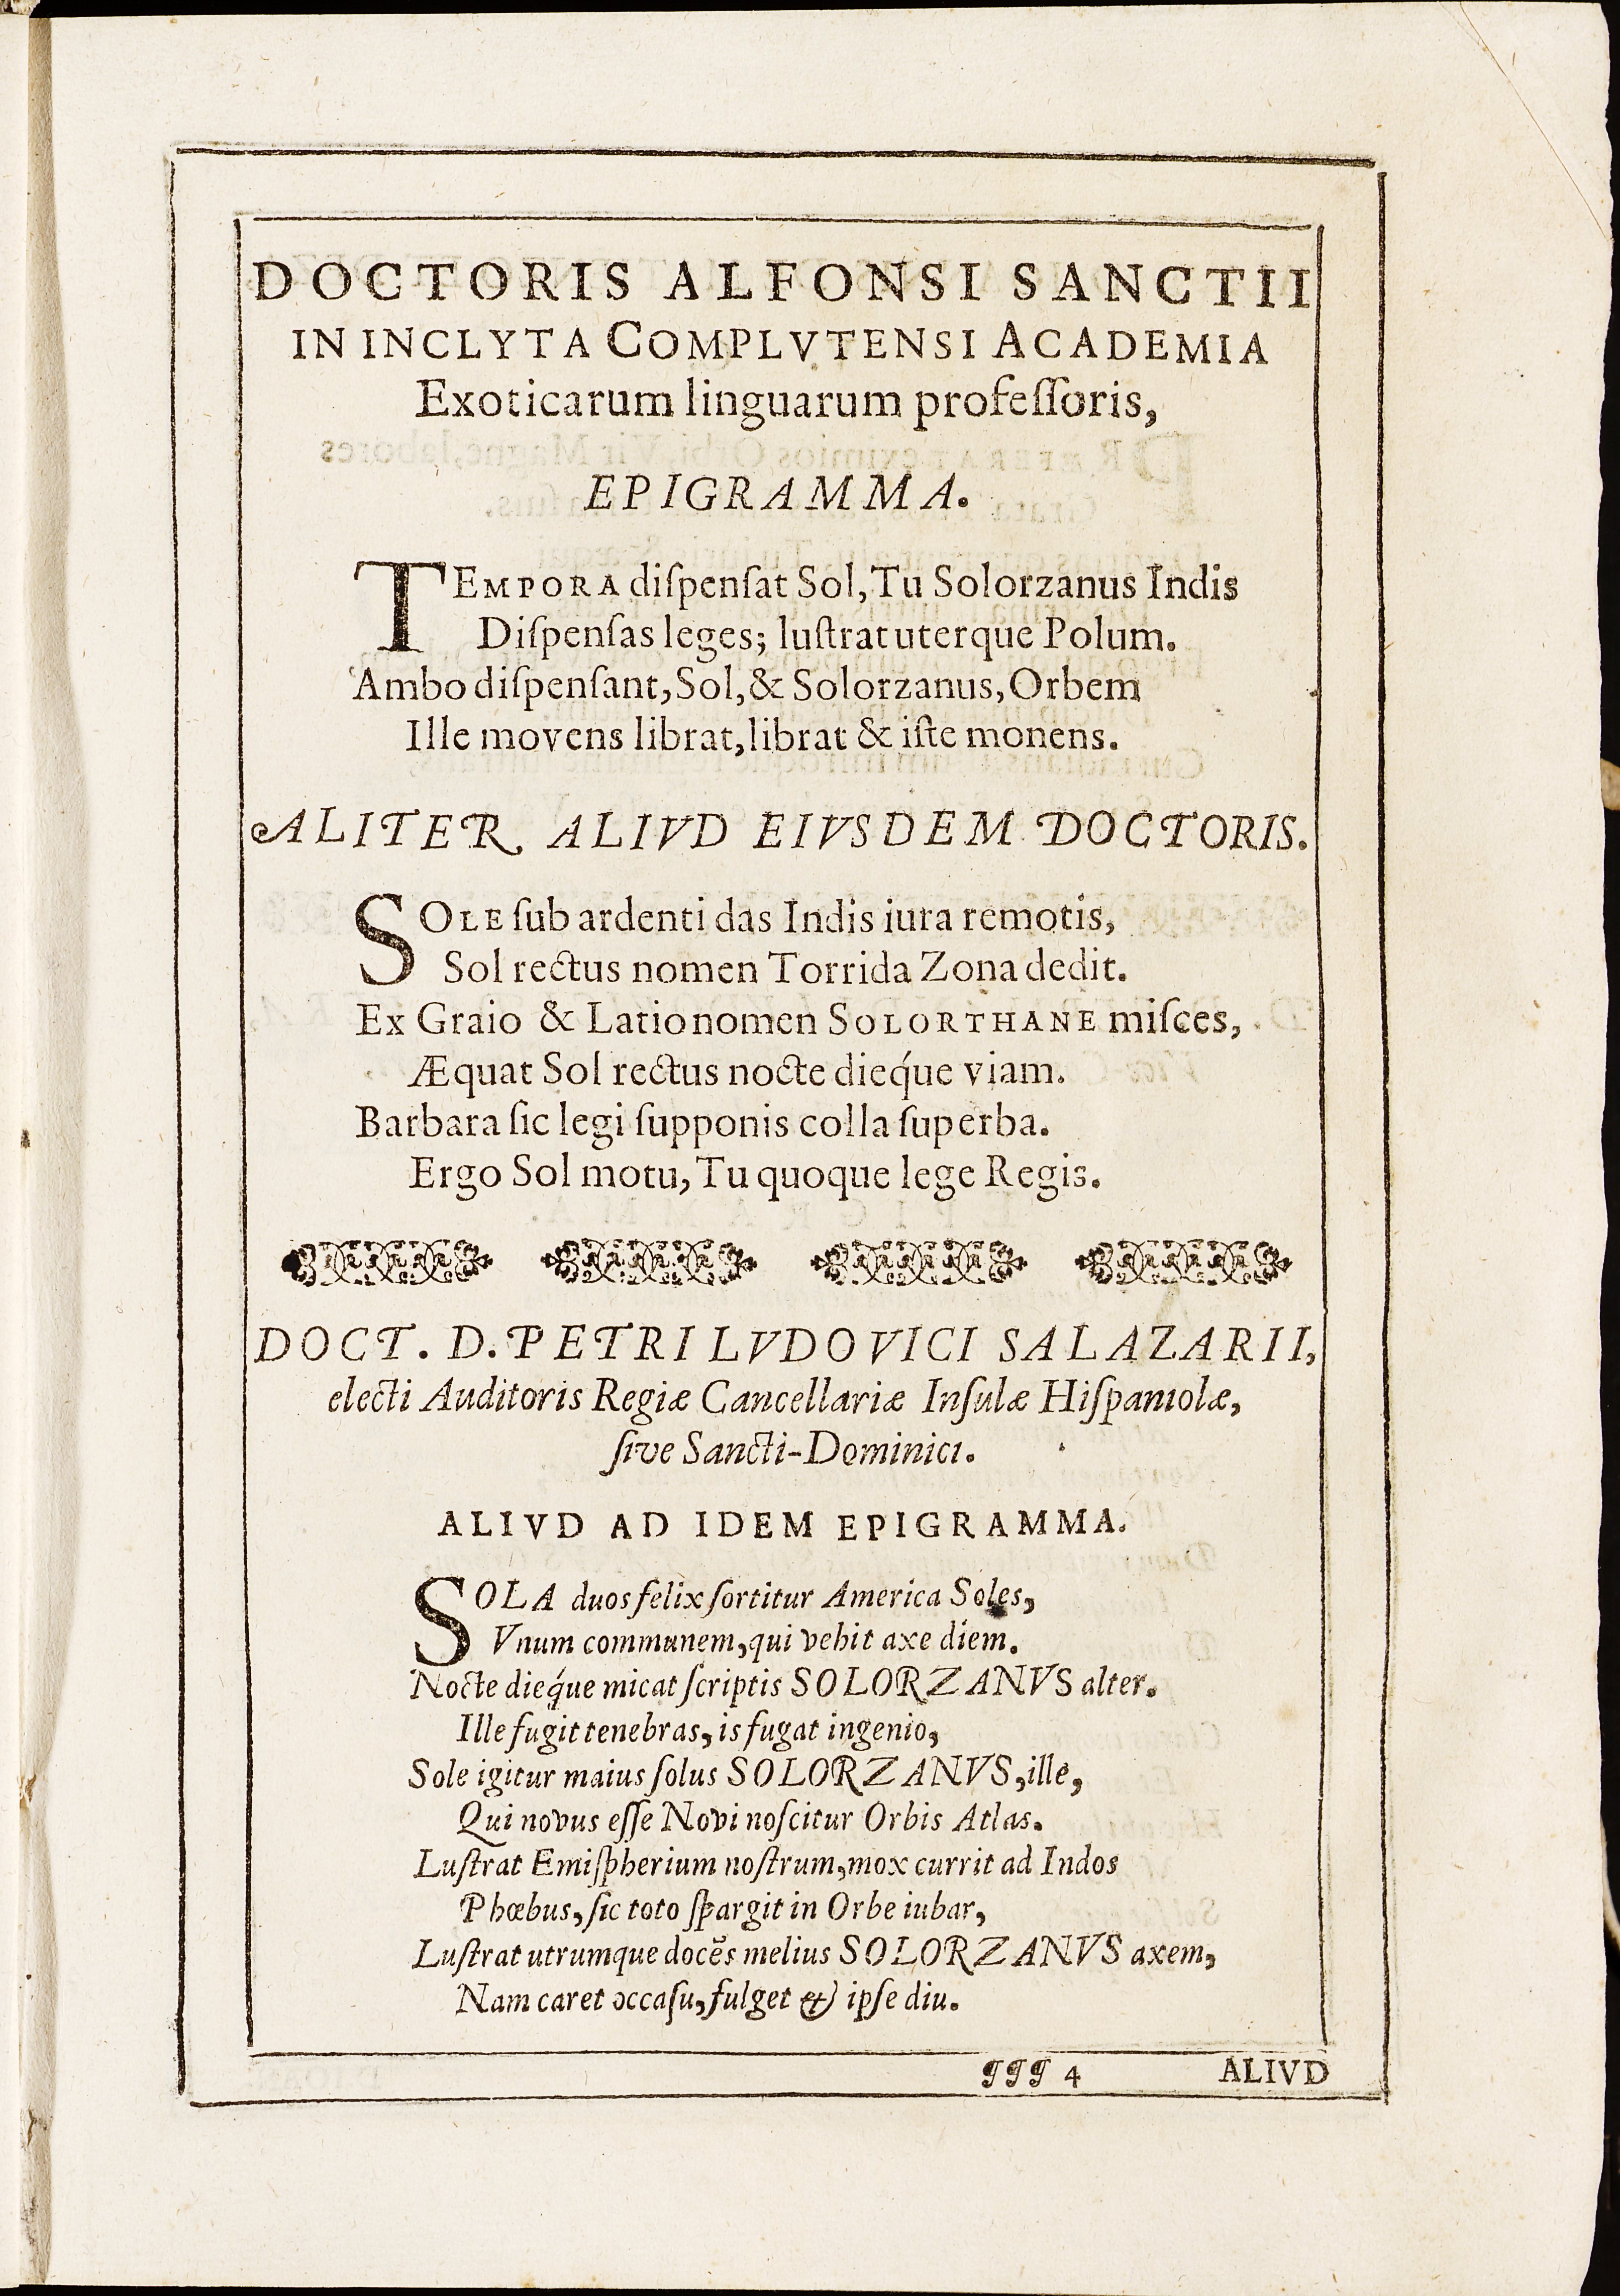 DOCTORIS ALFONSI SANCTII
IN INCLYTA COMPLVTENSI ACADEMIA
Exoticarum linguarum profeſſoris,
EPIGRAMMA.
TEMPORA diſpenſat Sol, Tu Solorzanus Indis
Diſpenſas leges; luſtrat uterque Polum.
Ambo diſpenſant, Sol, & Solorzanus, Orbem
Ille movens librat, librat & iſte monens.
ALITER ALIVD EIVSDEM DOCTORIS.
SOLE ſub ardenti das Indis iura remotis,
Sol rectus nomen Torrida Zona dedit.
Ex Graio & Latio nomen SOLORTHANE miſces,
Æquat Sol rectus nocte dieq́ue viam.
Barbara ſic legi ſupponis colla ſuperba.
Ergo Sol motu, Tu quoque lege Regis.
DOCT. D. PETRI LVDOVICI SALAZARII,
electi Auditoris Regiæ Cancellariæ Inſulæ Hiſpaniolæ,
ſive Sancti-Dominici.
ALIVD AD IDEM EPIGRAMMA.
SOLA duos felix ſortitur America Soles,
Vnum communem, qui vehit axe diem.
Nocte dieq́ue micat ſcriptis SOLORZANVS alter.
Ille fugit tenebras, is fugat ingenio,
Sole igitur maius ſolus SOLORZANVS, ille,
Qui novus eſſe Novi noſcitur Orbis Atlas.
Luſtrat Emiſpherium noſtrum, mox currit ad Indos
Phœbus, ſic toto ſpargit in Orbe iubar,
Luſtrat utrumque docẽs melius SOLORZANVS axem,
Nam caret occaſu, fulget & ipſe diu.
¶¶¶ 4 ALIVD